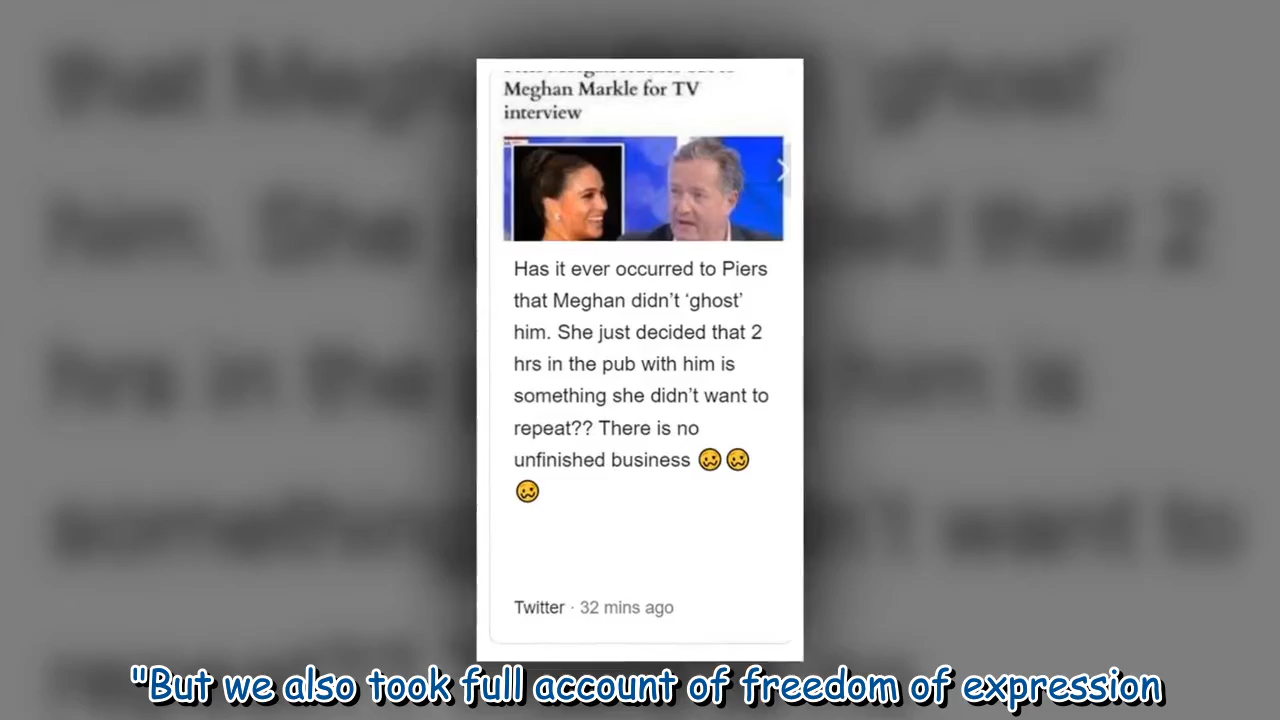 Meghan Markle for TV
interview
Has it ever occurred to Piers
that Meghan didn’t ‘ghost’
him. She just decided that 2
hrs in the pub with him is
something she didn’t want to
repeat?? There is no
unfinished business 🥴🥴
🥴
Twitter · 32 mins ago
"But we also took full account of freedom of expression